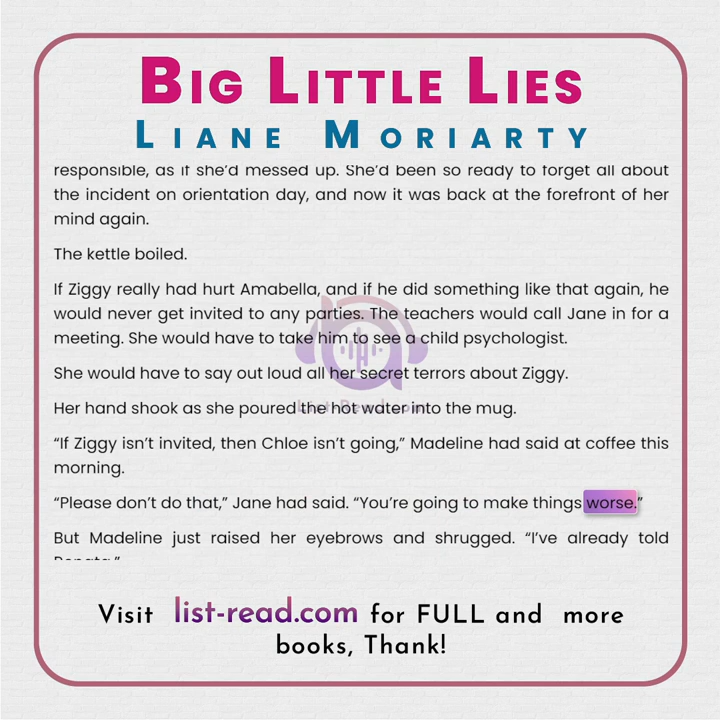 BIG LITTLE LIES
LIANE MORIARTY
responsible, as if she’d messed up. She’d been so ready to forget all about
the incident on orientation day, and now it was back at the forefront of her
mind again.
The kettle boiled.
If Ziggy really had hurt Amabella, and if he did something like that again, he
would never get invited to any parties. The teachers would call Jane in for a
meeting. She would have to take him to see a child psychologist.
She would have to say out loud all her secret terrors about Ziggy.
Her hand shook as she poured the hot water into the mug.
“If Ziggy isn’t invited, then Chloe isn’t going,” Madeline had said at coffee this
morning.
“Please don’t do that,” Jane had said. “You’re going to make things worse.”
But Madeline just raised her eyebrows and shrugged. “I’ve already told
Visit list-read.com for FULL and more
books, Thank!